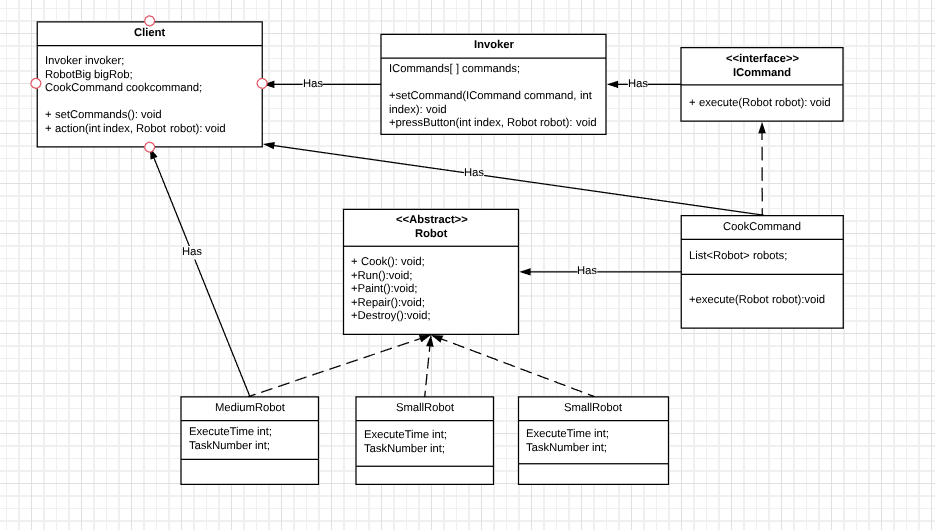 Client
Invoker invoker;
RobotBig bigRob;
CookCommand cookcommand;
+ setCommands(): void
+ action(int index, Robot robot): void
Has
Invoker
ICommands[ ] commands;
+setCommand(ICommand command, int
index): void
+pressButton(int index, Robot robot): void
Has
<<interface>>
ICommand
+ execute(Robot robot): void
Has
Has
<<Abstract>>
Robot
+ Cook(): void;
+Run():void;
+Paint():void;
+Repair():void;
+Destroy():void;
Has
CookCommand
List<Robot> robots;
+execute(Robot robot):void
MediumRobot
ExecuteTime int;
TaskNumber int;
SmallRobot
ExecuteTime int;
TaskNumber int;
SmallRobot
ExecuteTime int;
TaskNumber int;